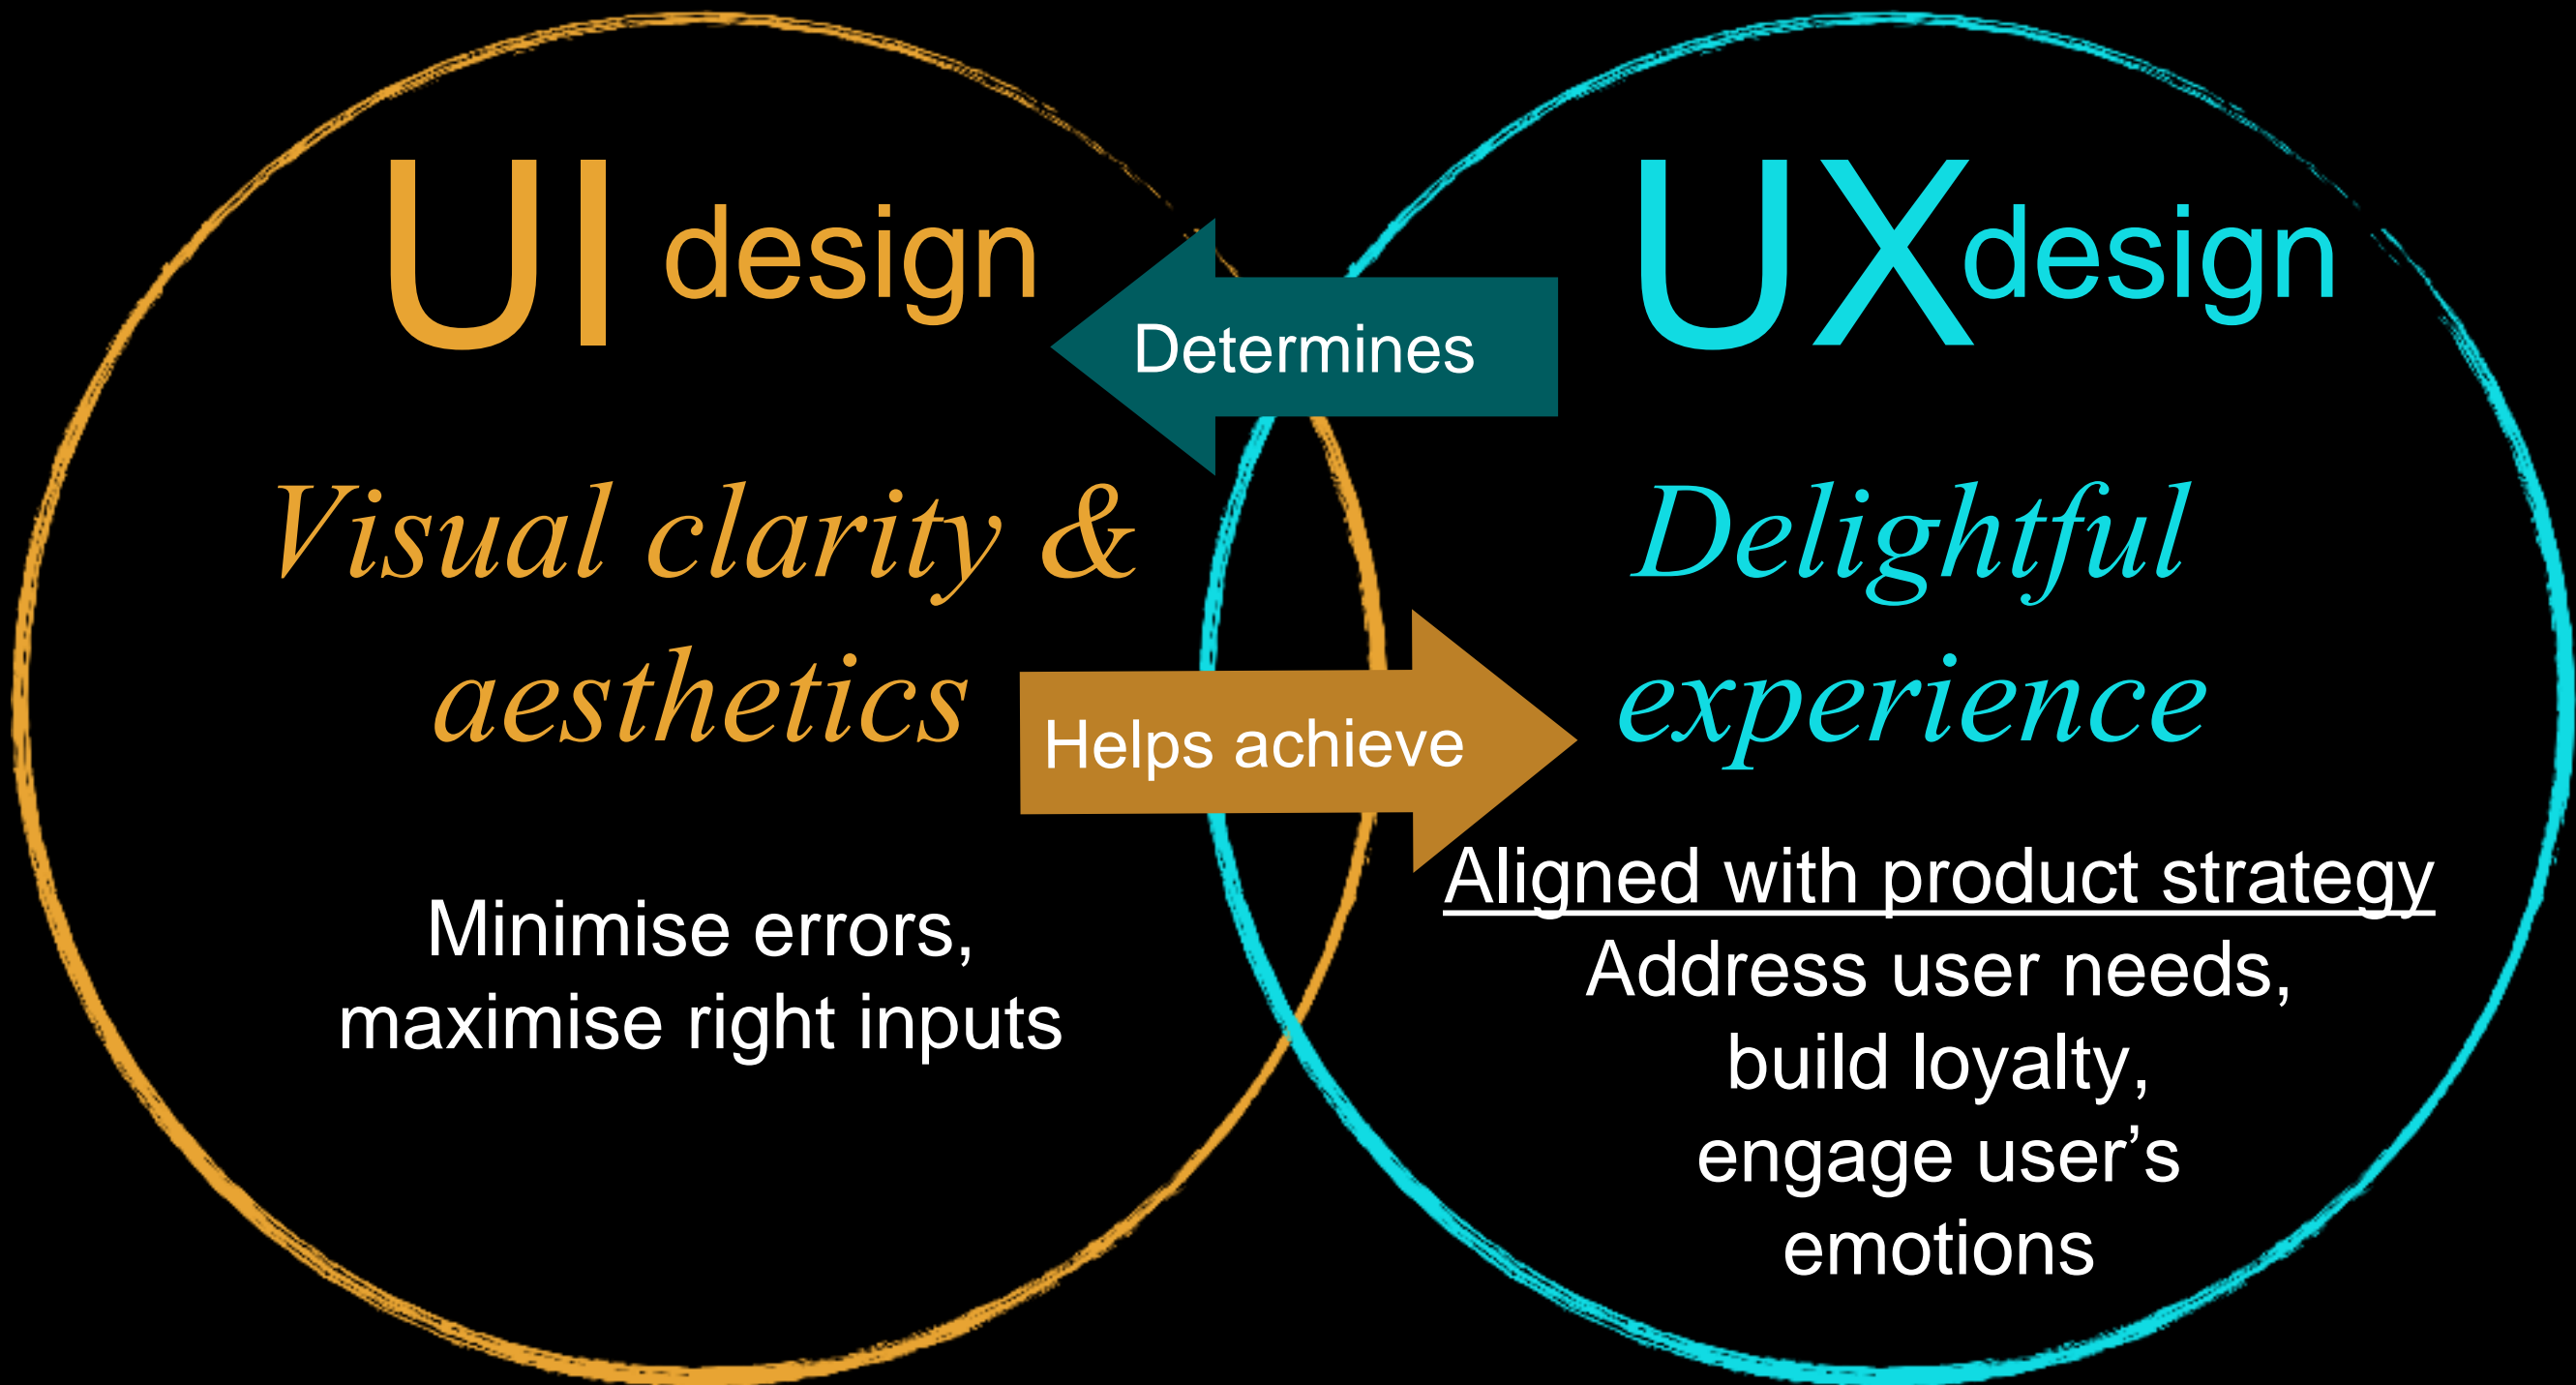 UI design
Visual clarity &
aesthetics
Minimise errors,
maximise right inputs
Determines
Helps achieve
UX design
Delightful
experience
Aligned with product strategy
Address user needs,
build loyalty,
engage user’s
emotions